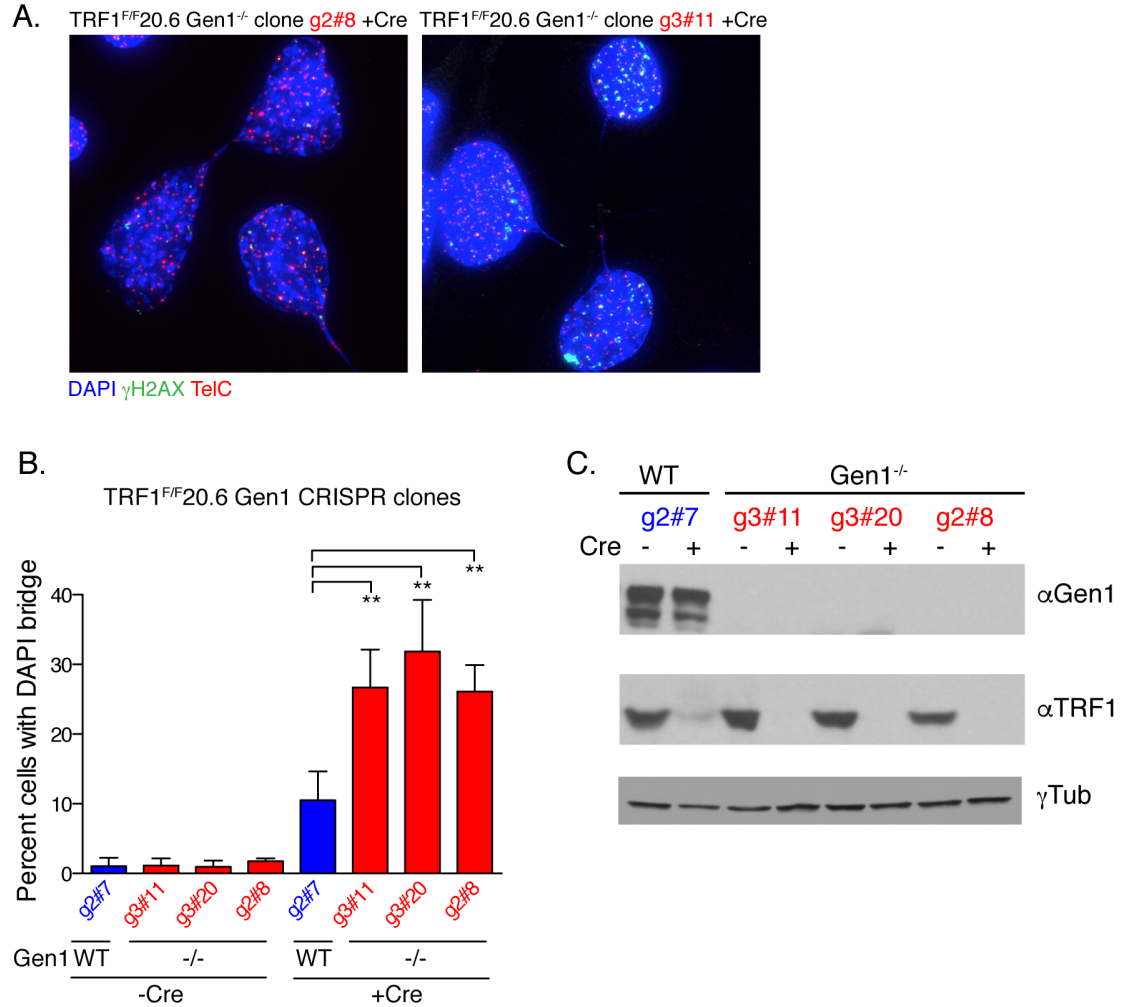 A.
TRF1F/F20.6 Gen1-/- clone g2#8 +Cre
TRF1F/F20.6 Gen1-/- clone g3#11 +Cre
DAPI γH2AX TelC
B.
TRF1F/F20.6 Gen1 CRISPR clones
Percent cells with DAPI bridge
40
30
20
10
0
** ** **
g2#7 g3#11 g3#20 g2#8 g2#7 g3#11 g3#20 g2#8
Gen1 WT -/- WT -/-
-Cre +Cre
C.
WT Gen1-/-
g2#7 g3#11 g3#20 g2#8
Cre - + - + - + - +
αGen1
αTRF1
γTub